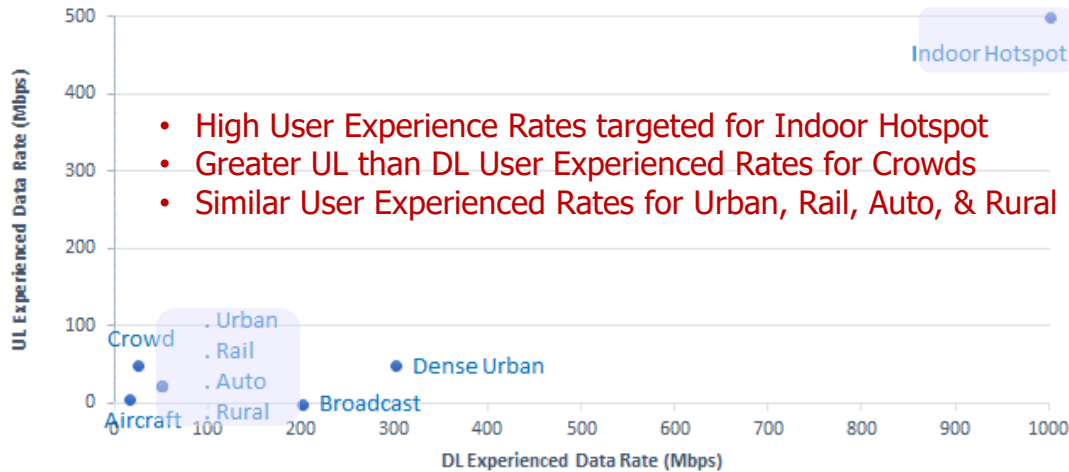 500
Indoor Hotspot
400
• High User Experience Rates targeted for Indoor Hotspot
• Greater UL than DL User Experienced Rates for Crowds
300
• Similar User Experienced Rates for Urban, Rail, Auto, & Rural
200
100
. Urban
Crowd
. Rail
Dense Urban
. Auto
0
Broadcast
Aircraft
. Rural
0 100 200 300 400 500 600 700 800 900 1000
UL Experienced Data Rate (Mbps)
DL Experienced Data Rate (Mbps)